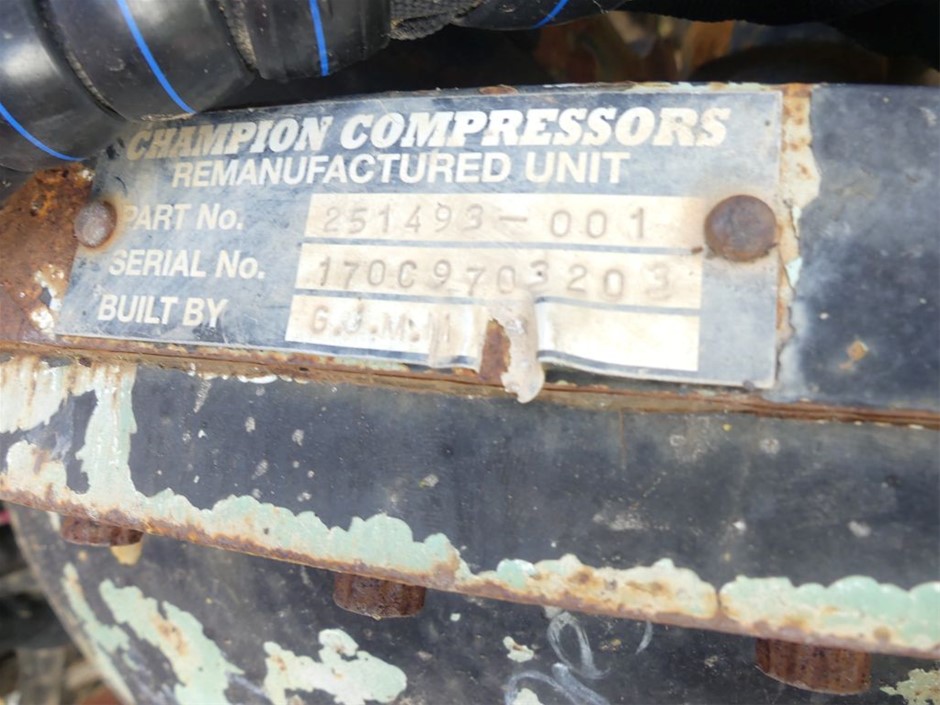 CHAMPION COMPRESSORS
REMANUFACTURED UNIT
PART No. 251493-001
SERIAL No. 170C9703203
BUILT BY